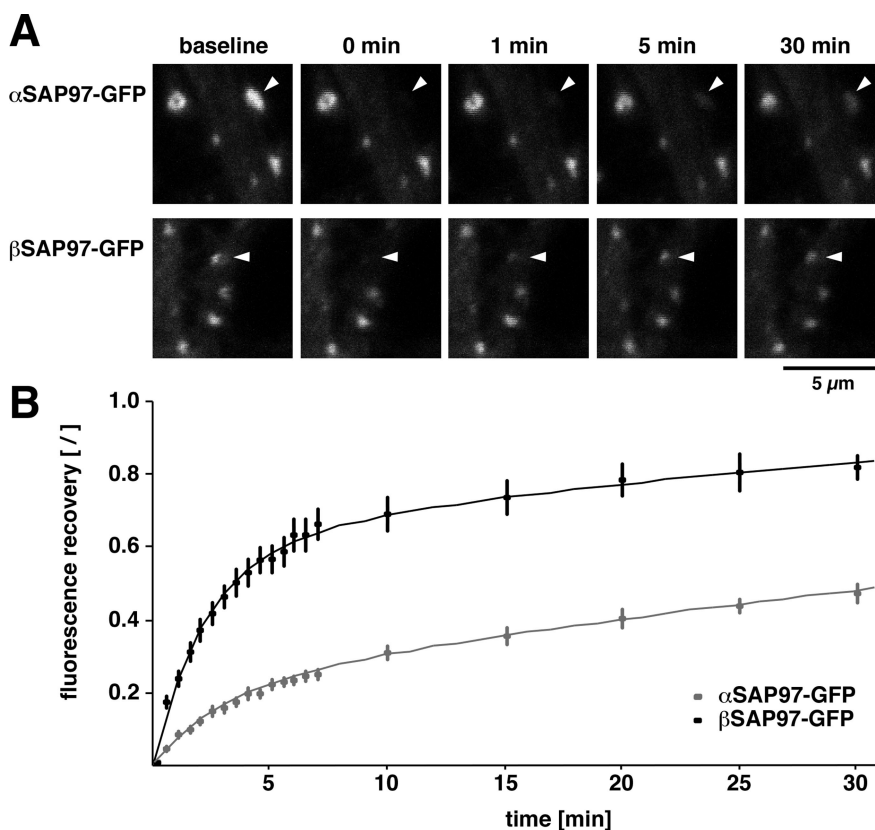 A
baseline 0 min 1 min 5 min 30 min
αSAP97-GFP
βSAP97-GFP
5 µm
B
1.0
0.8
0.6
0.4
0.2
fluorescence recovery [ / ]
αSAP97-GFP
βSAP97-GFP
5 10 15 20 25 30
time [min]